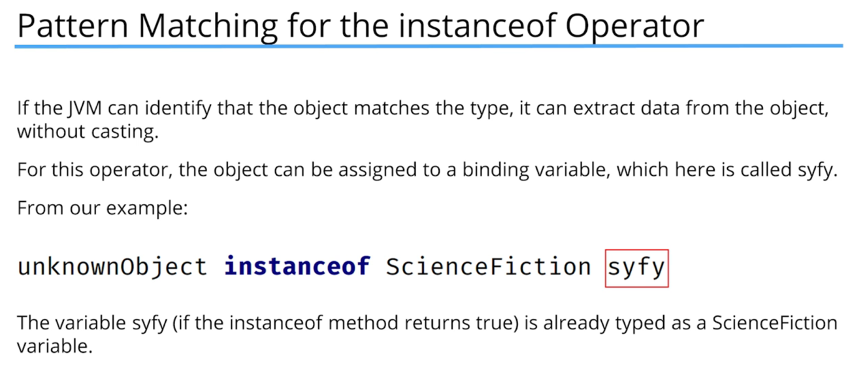 Pattern Matching for the instanceof Operator
If the JVM can identify that the object matches the type, it can extract data from the object,
without casting.
For this operator, the object can be assigned to a binding variable, which here is called syfy.
From our example:
unknownObject instanceof ScienceFiction syfy
The variable syfy (if the instanceof method returns true) is already typed as a ScienceFiction
variable.